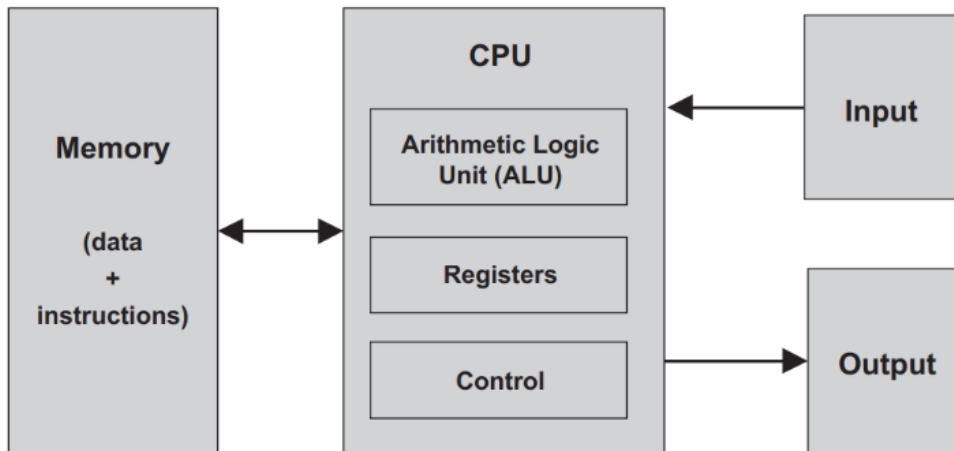 Memory
(data
+
instructions)
CPU
Arithmetic Logic
Unit (ALU)
Registers
Control
Input
Output